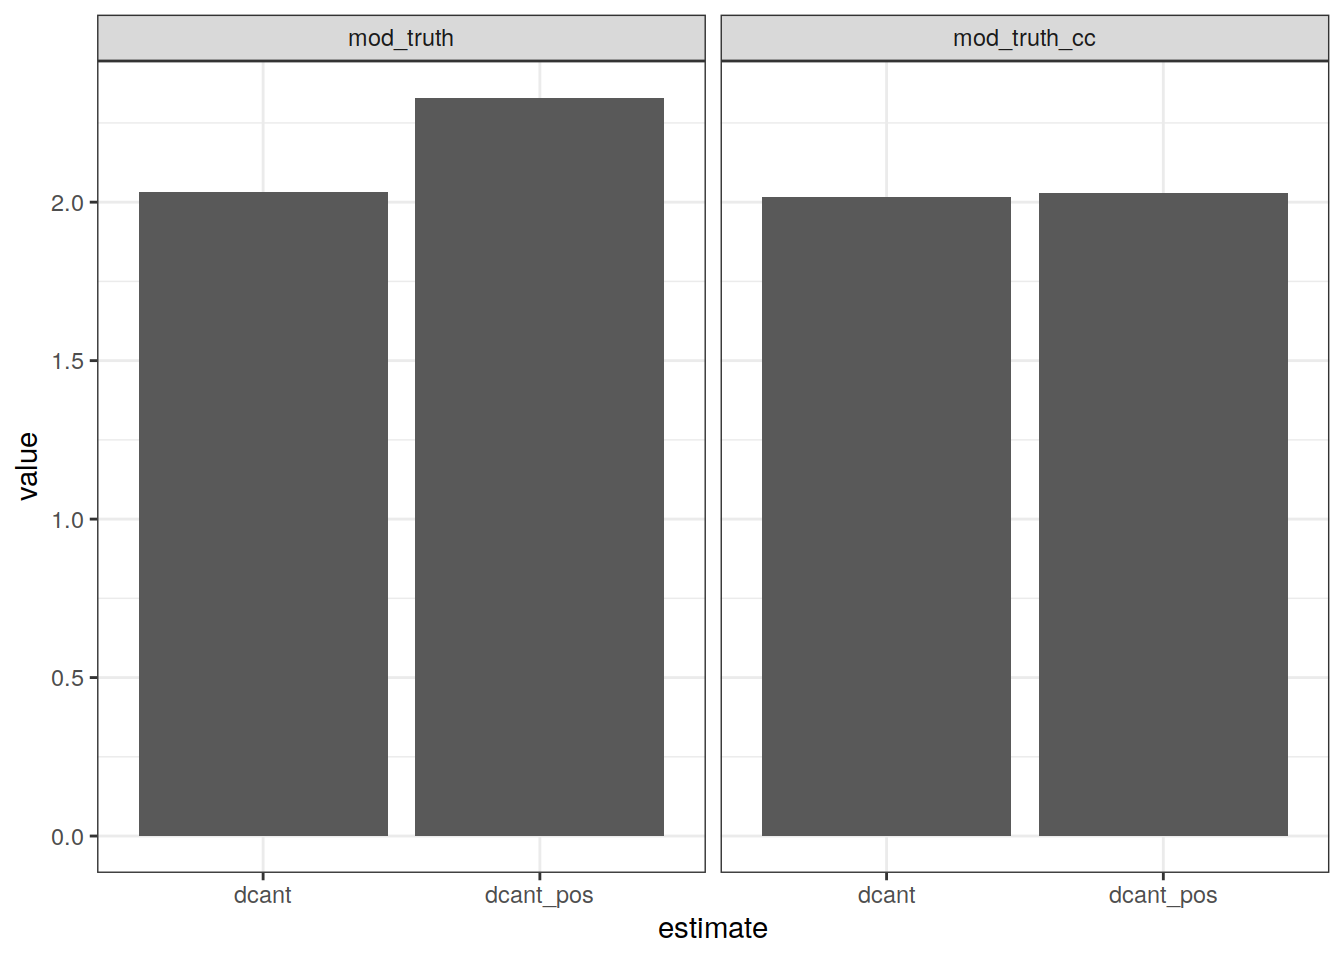 mod_truth
mod_truth_cc
value
2.0
1.5
1.0
0.5
0.0
dcant
dcant_pos
dcant
dcant_pos
estimate